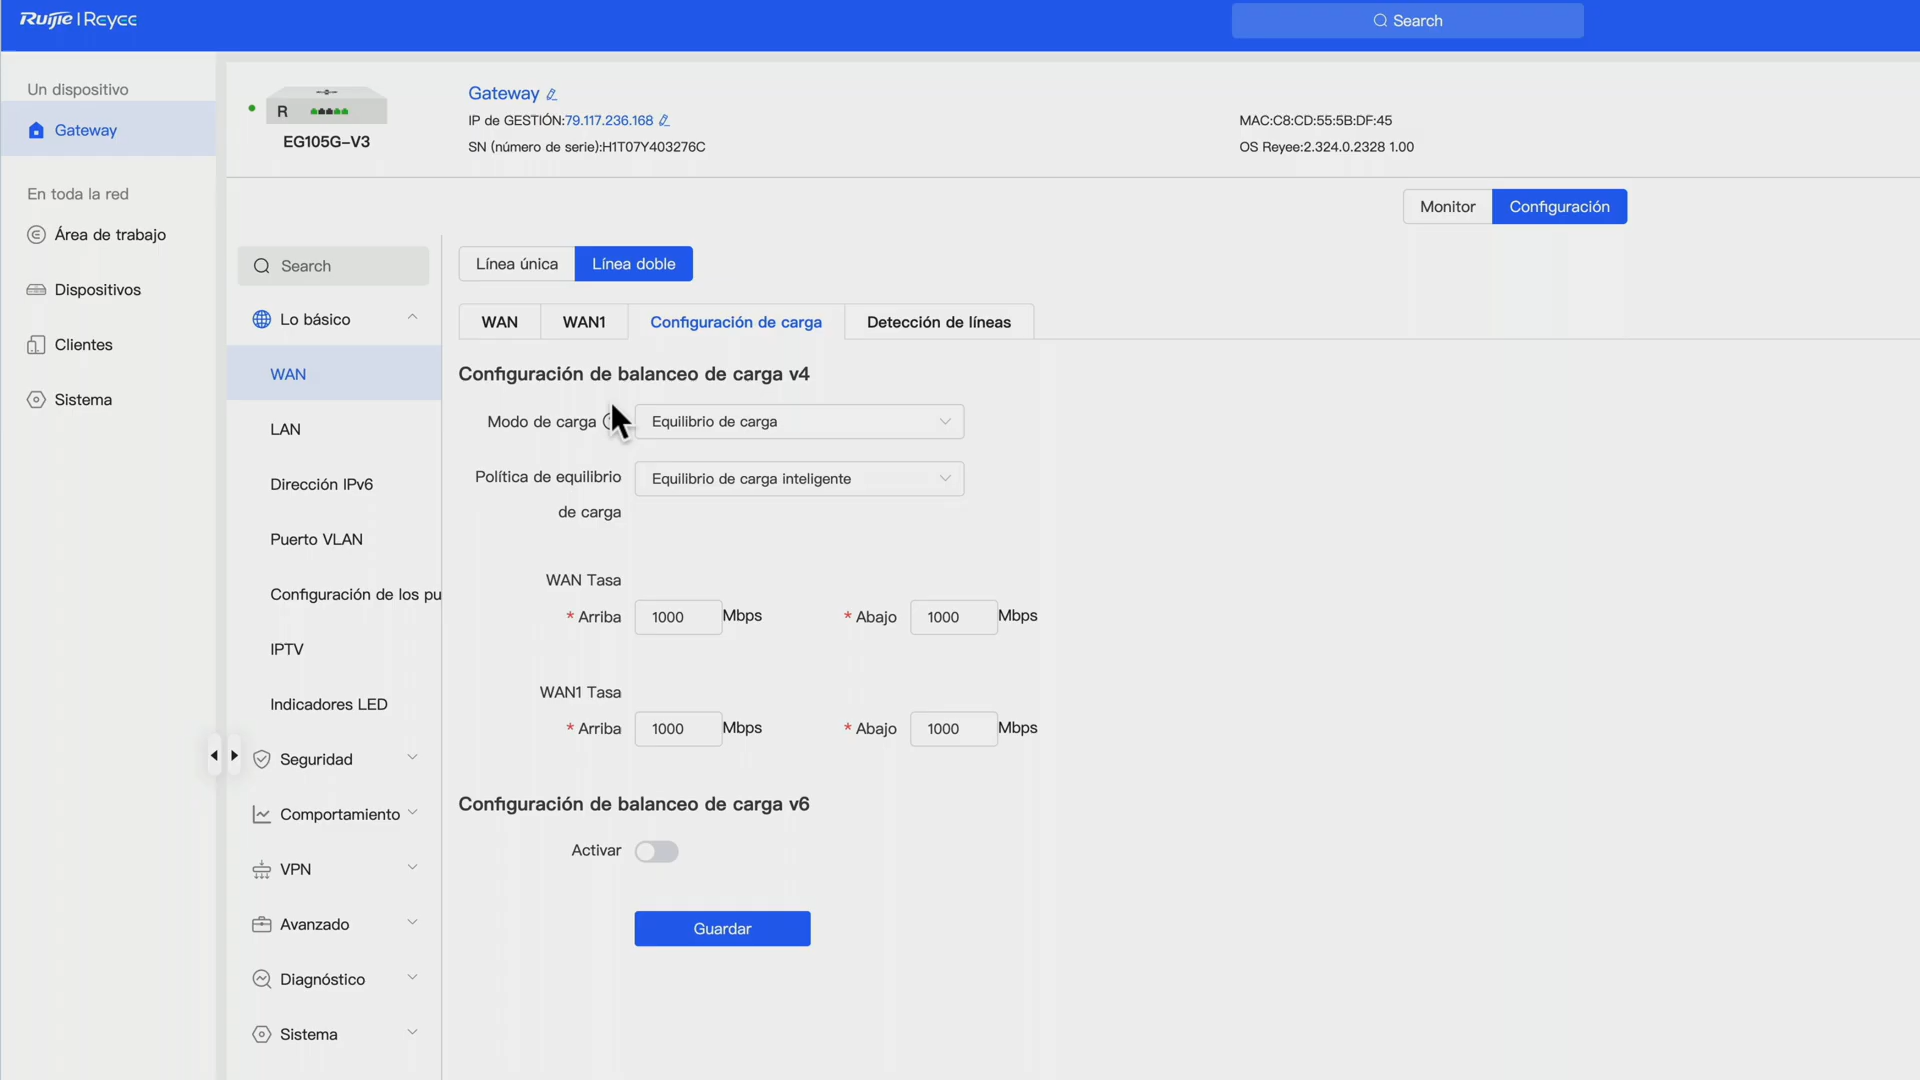 Ruijie | Rcycc
Search
Un dispositivo
Gateway
En toda la red
Área de trabajo
Dispositivos
Clientes
Sistema
R
EG105G-V3
Gateway
IP de GESTIÓN:79.117.236.168
SN (número de serie):H1T07Y403276C
MAC:C8:CD:55:5B:DF:45
OS Reyee:2.324.0.2328 1.00
Monitor
Configuración
Search
Lo básico
WAN
LAN
Dirección IPv6
Puerto VLAN
Configuración de los pu
IPTV
Indicadores LED
Seguridad
Comportamiento
VPN
Avanzado
Diagnóstico
Sistema
Línea única
Línea doble
WAN
WAN1
Configuración de carga
Detección de líneas
Configuración de balanceo de carga v4
Modo de carga
Equilibrio de carga
Política de equilibrio
de carga
Equilibrio de carga inteligente
WAN Tasa
* Arriba 1000 Mbps * Abajo 1000 Mbps
WAN1 Tasa
* Arriba 1000 Mbps * Abajo 1000 Mbps
Configuración de balanceo de carga v6
Activar
Guardar